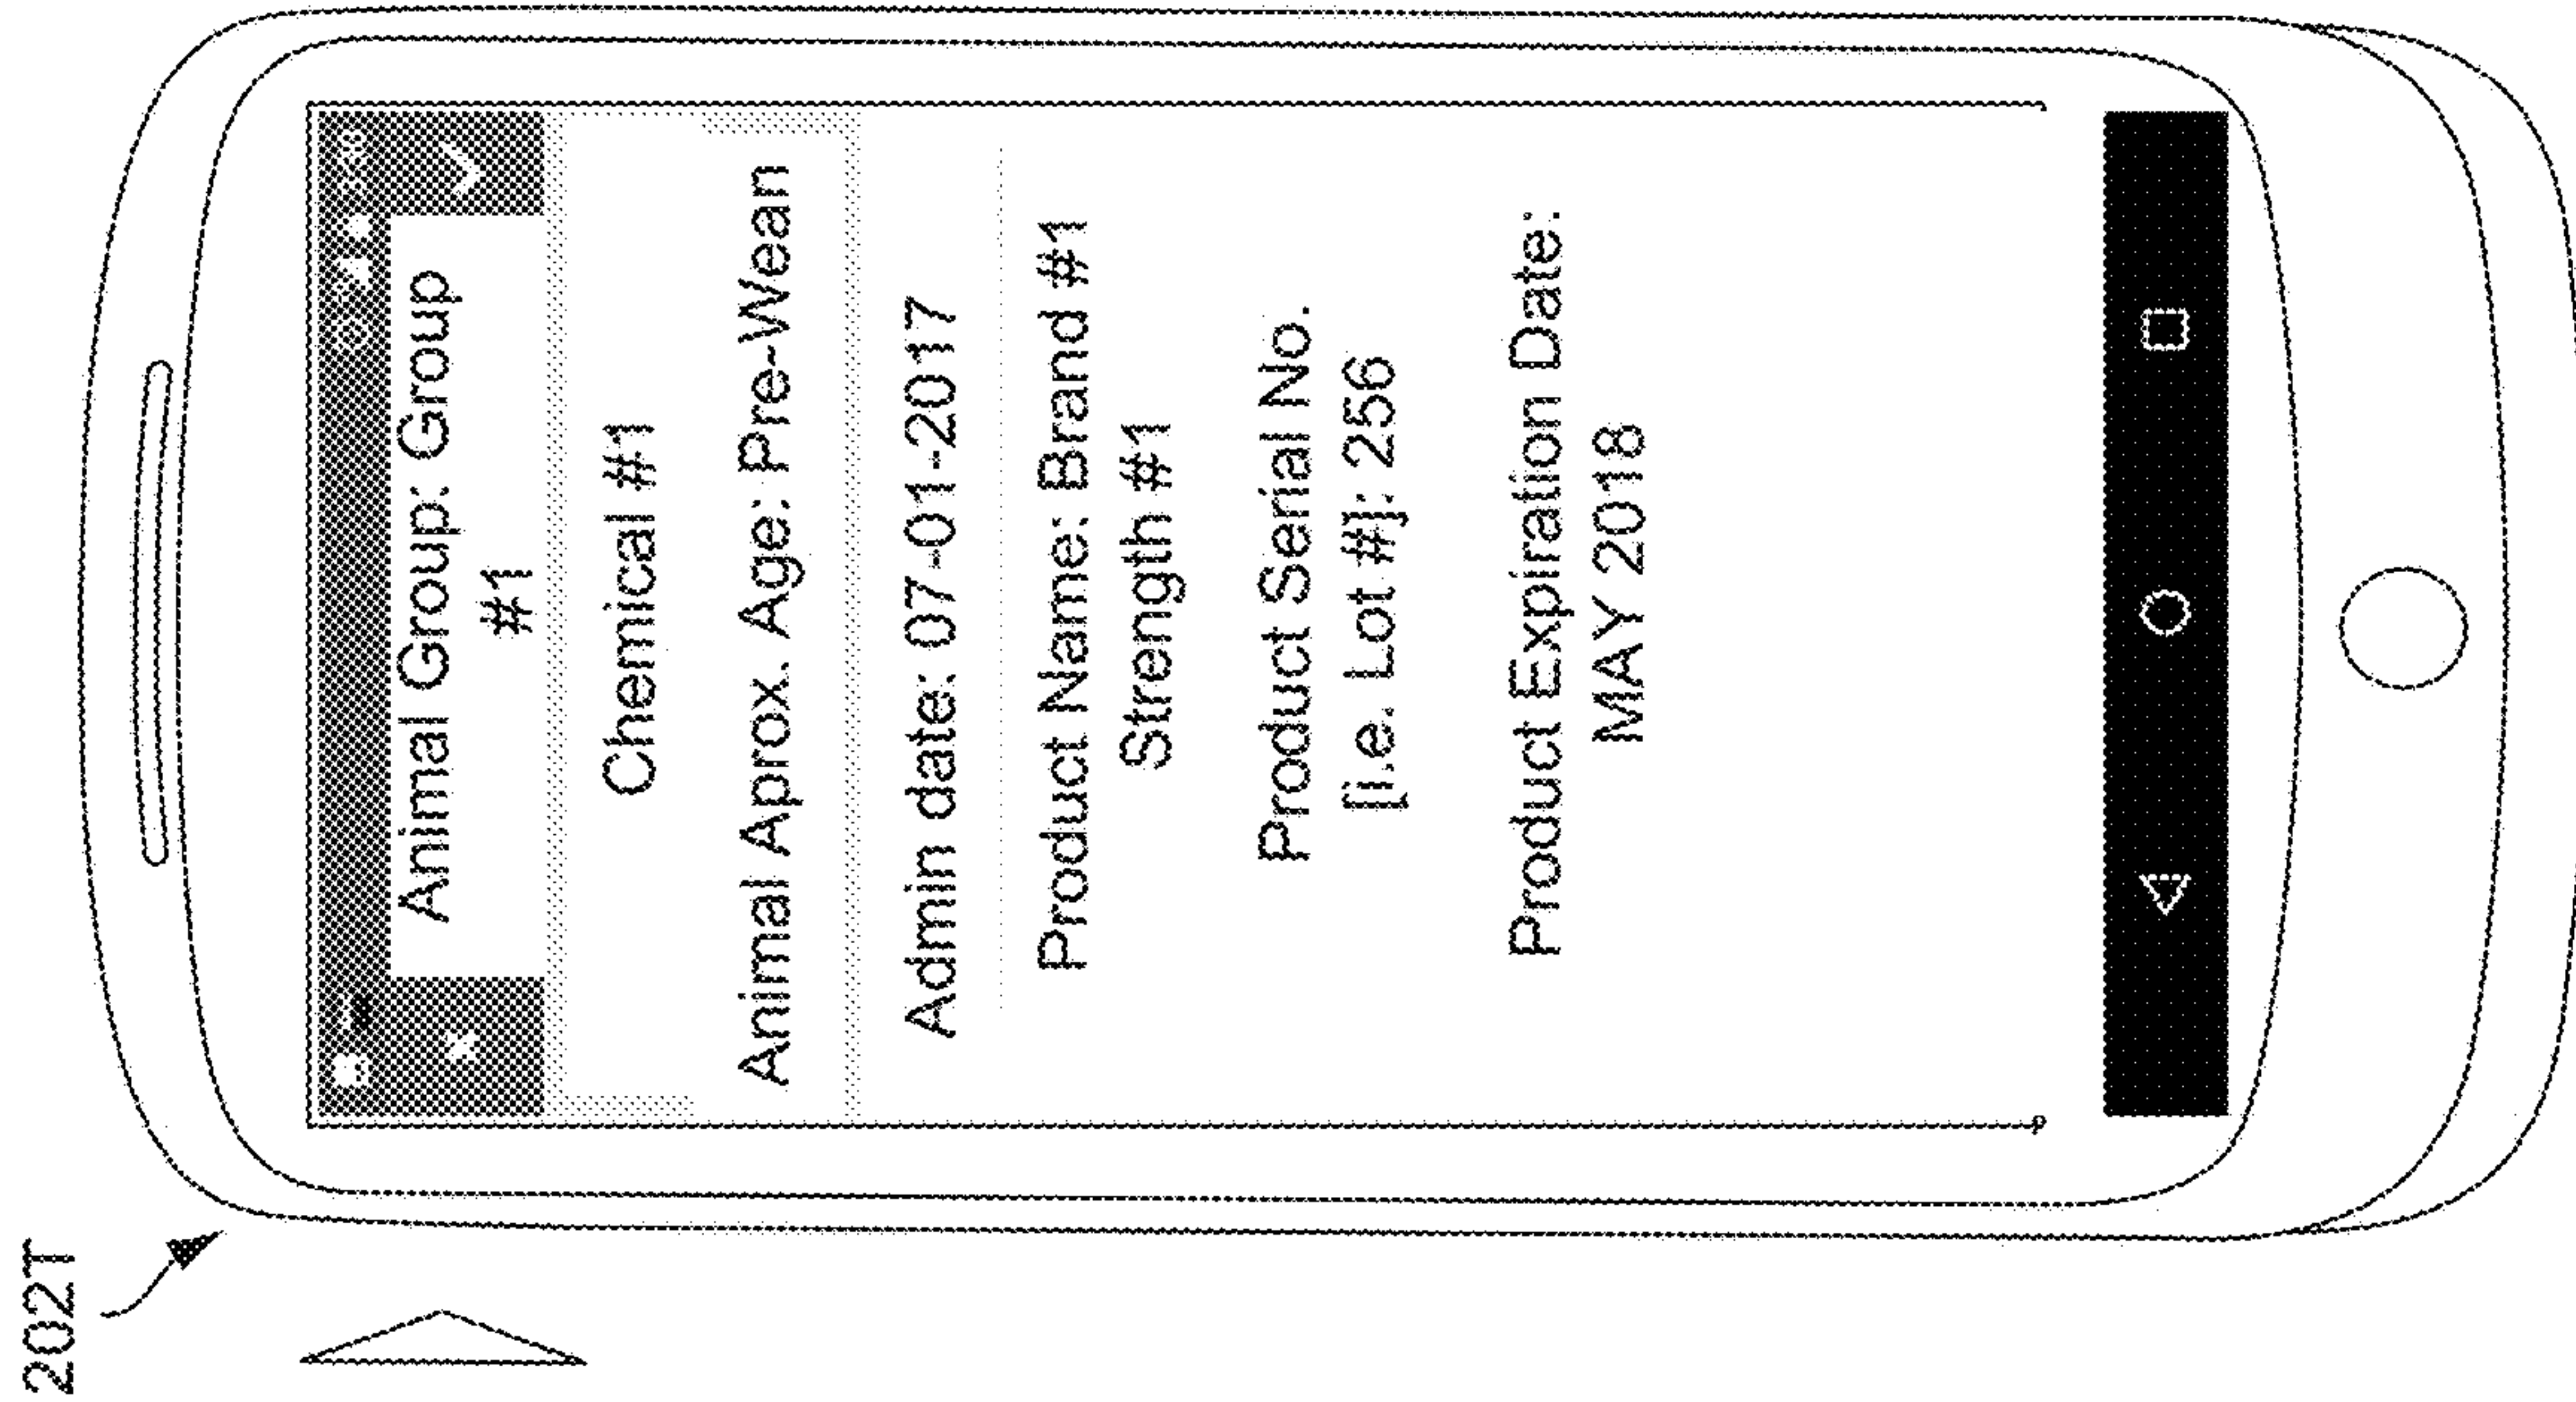 202T
Animal Group: Group
#1
Chemical #1
Animal Aprox. Age: Pre-Wean
Admin date: 07-01-2017
Product Name: Brand #1
Strength #1
Product Serial No.
[i.e. Lot #]: 256
Product Expiration Date:
MAY 2018